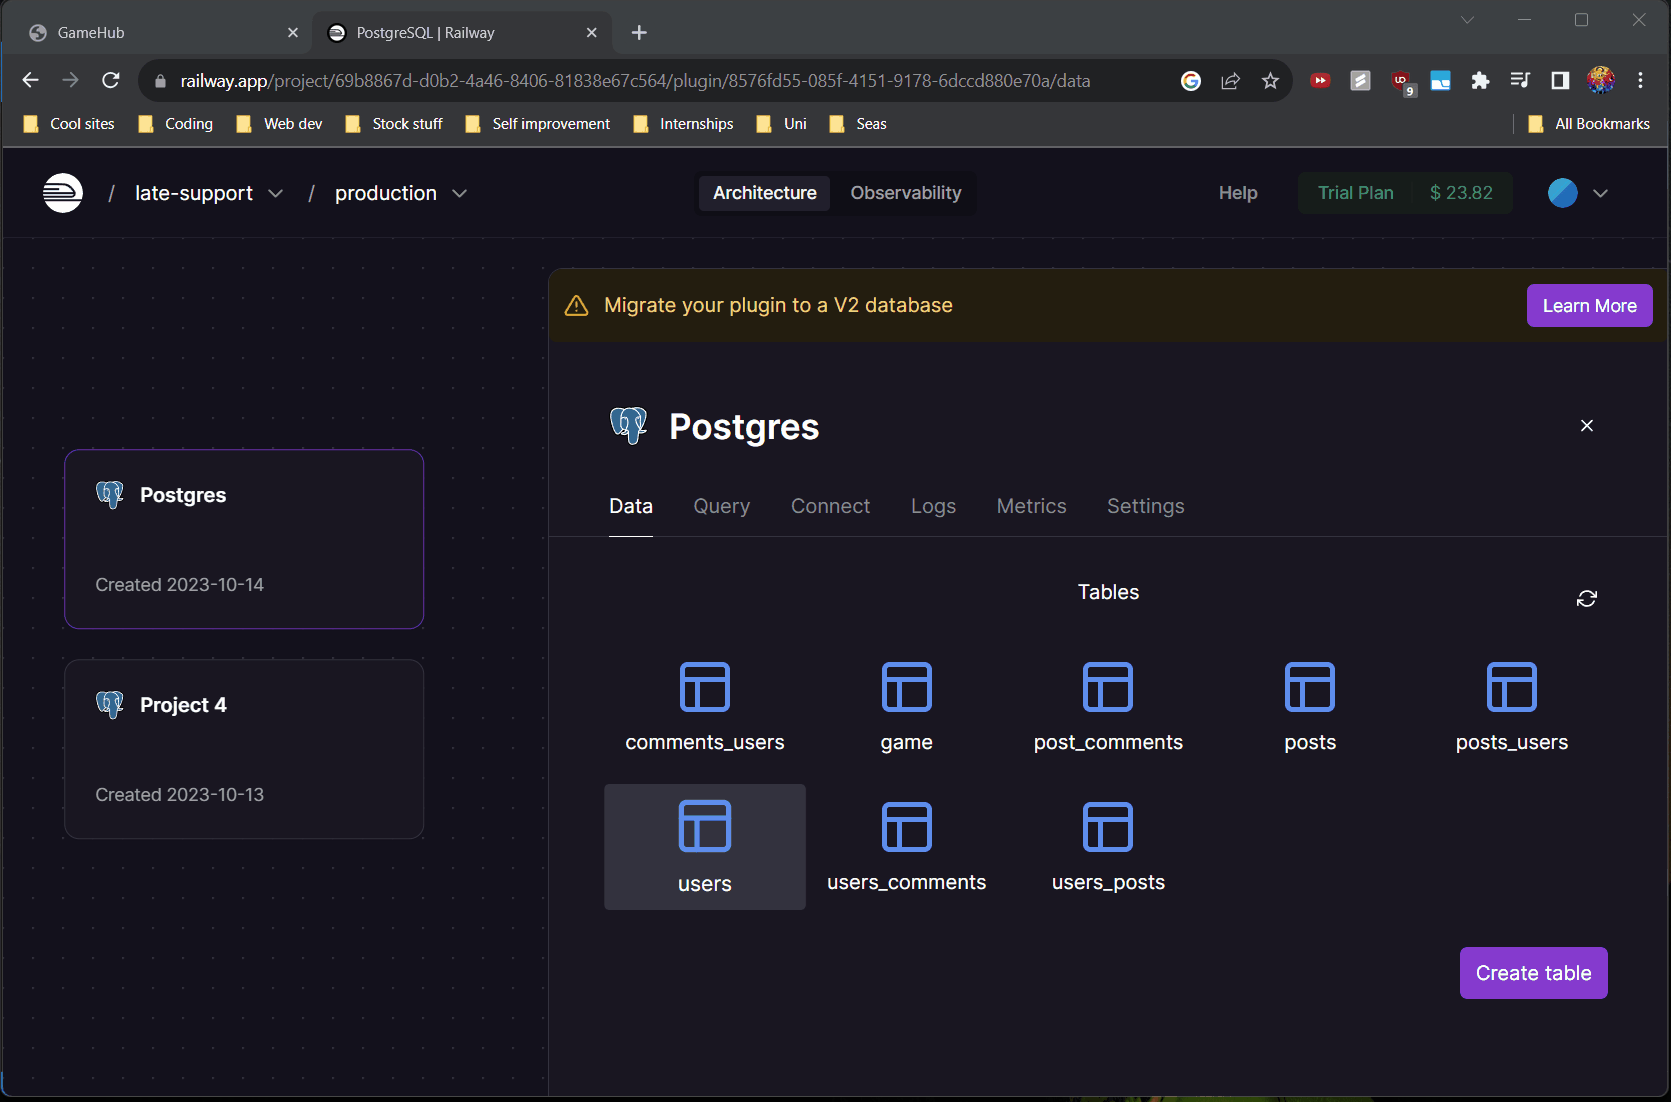 GameHub
PostgreSQL | Railway
railway.app/project/69b8867d-d0b2-4a46-8406-81838e67c564/plugin/8576fd55-085f-4151-9178-6dccd880e70a/data
9
Cool sites
Coding
Web dev
Stock stuff
Self improvement
Internships
Uni
Seas
All Bookmarks
/ late-support / production
Architecture
Observability
Help
Trial Plan
$ 23.82
Migrate your plugin to a V2 database
Learn More
Postgres
Created 2023-10-14
Project 4
Created 2023-10-13
Postgres
Data
Query
Connect
Logs
Metrics
Settings
Tables
comments_users
game
post_comments
posts
posts_users
users
users_comments
users_posts
Create table